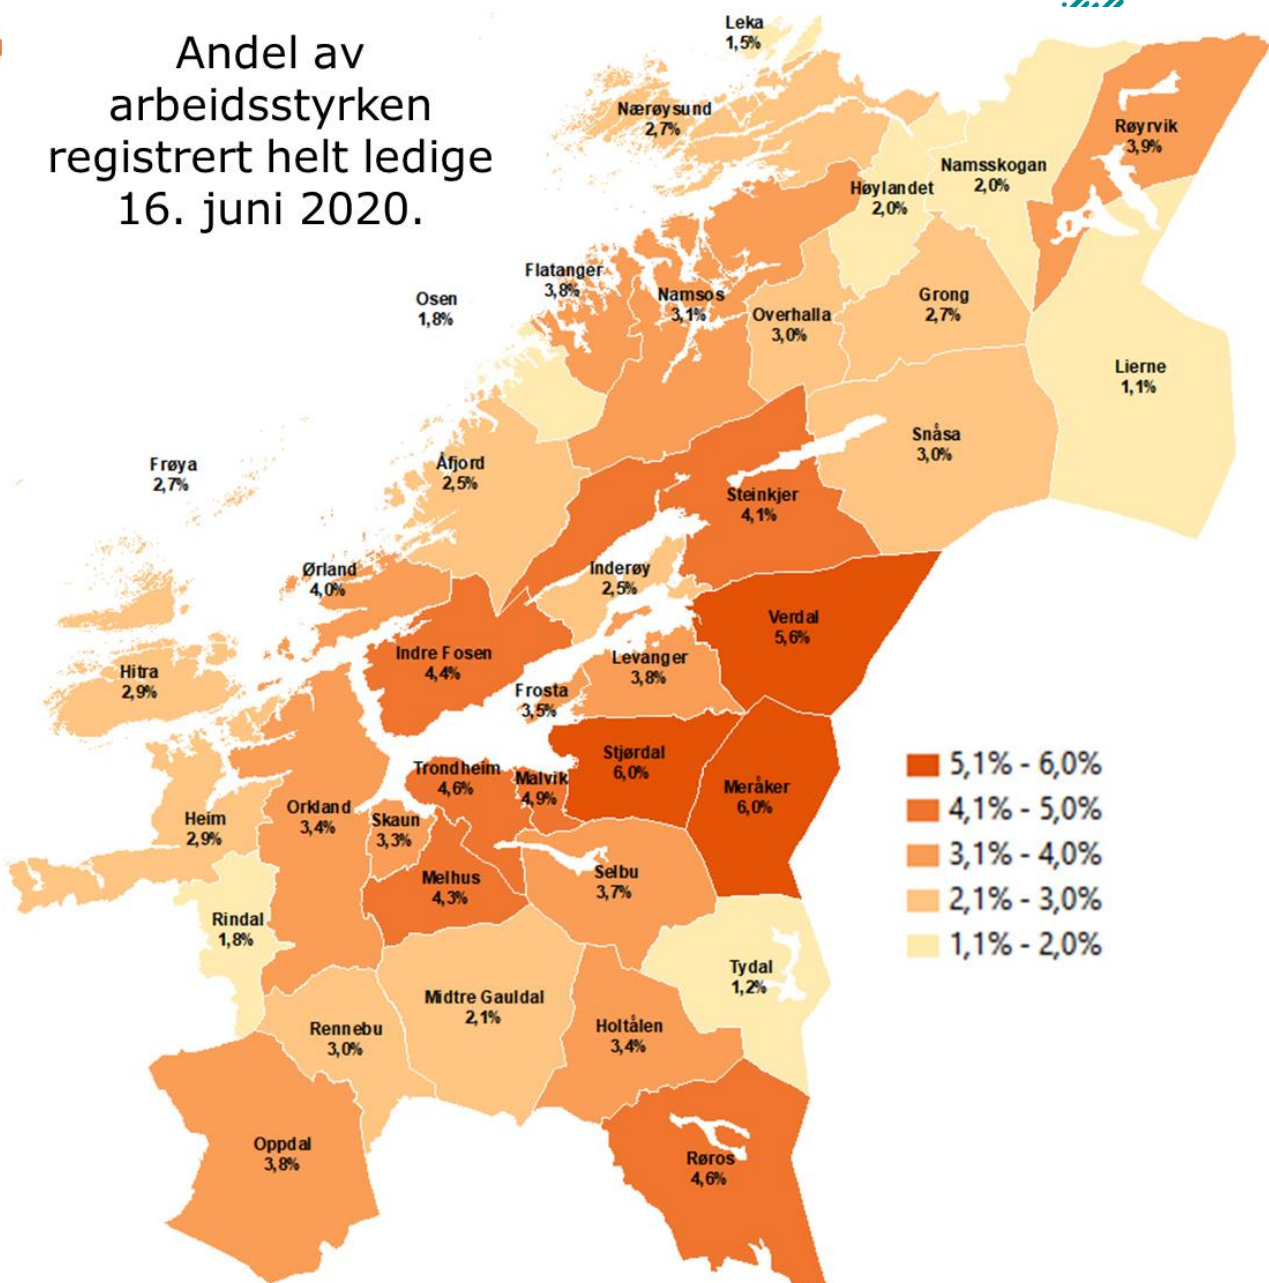 Andel av
arbeidsstyrken
registrert helt ledige
16. juni 2020.
Leka
1,5%
Nærøysund
2,7%
Røyrvik
3,9%
Namsskogan
2,0%
Høylandet
2,0%
Flatanger
3,8%
Osen
1,8%
Namsos
3,1%
Overhalla
3,0%
Grong
2,7%
Lierne
1,1%
Snåsa
3,0%
Frøya
2,7%
Åfjord
2,5%
Steinkjer
4,1%
Ørland
4,0%
Inderøy
2,5%
Verdal
5,6%
Indre Fosen
4,4%
Levanger
3,8%
Hitra
2,9%
Frosta
3,5%
Stjørdal
6,0%
Trondheim
4,6%
Malvik
4,9%
Meråker
6,0%
Orkland
3,4%
Heim
2,9%
Skaun
3,3%
Melhus
4,3%
Selbu
3,7%
Rindal
1,8%
Tydal
1,2%
Midtre Gauldal
2,1%
Rennebu
3,0%
Holtålen
3,4%
Oppdal
3,8%
Røros
4,6%
5,1% - 6,0%
4,1% - 5,0%
3,1% - 4,0%
2,1% - 3,0%
1,1% - 2,0%